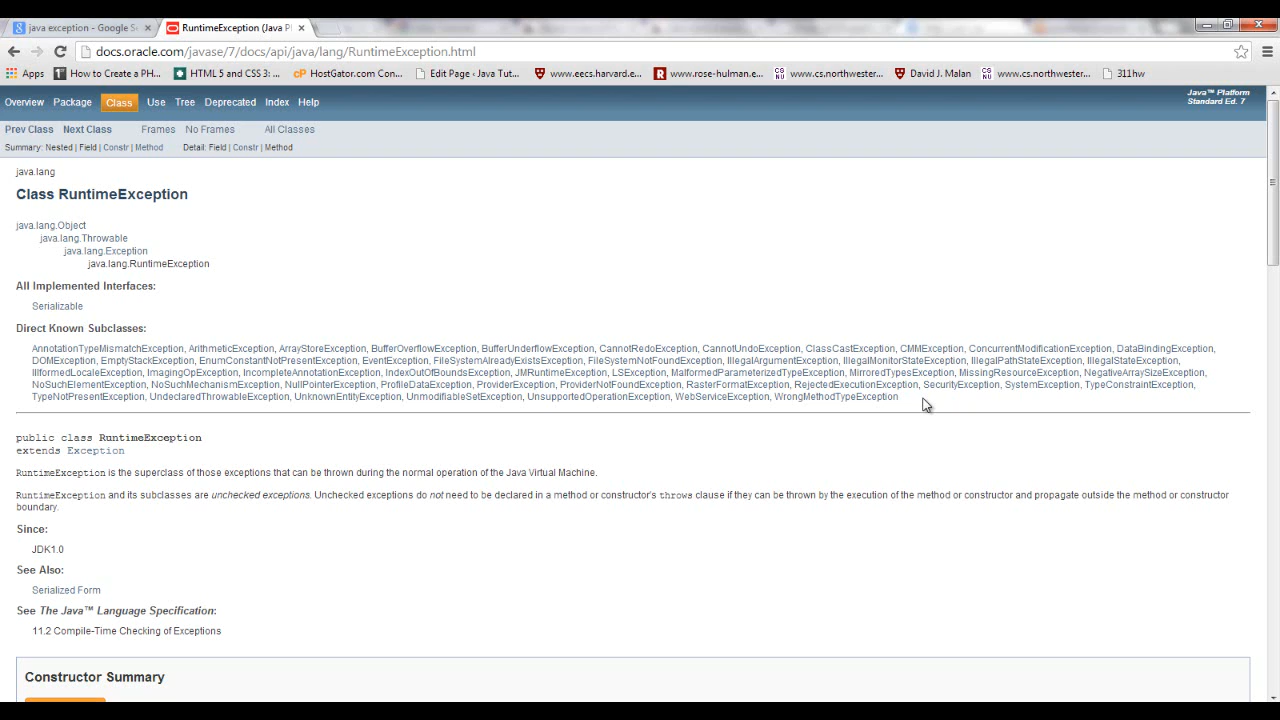 java exception - Google Se
RuntimeException (Java Pl
docs.oracle.com/javase/7/docs/api/java/lang/RuntimeException.html
Apps How to Create a PH... HTML 5 and CSS 3: ... HostGator.com Con... Edit Page ‹ Java Tut... www.eecs.harvard.e... www.rose-hulman.e... www.cs.northwester... David J. Malan www.cs.northwester... 311hw
Overview Package Class Use Tree Deprecated Index Help
Java™ Platform
Standard Ed. 7
Prev Class Next Class Frames No Frames All Classes
Summary: Nested | Field | Constr | Method Detail: Field | Constr | Method
java.lang
Class RuntimeException
java.lang.Object
java.lang.Throwable
java.lang.Exception
java.lang.RuntimeException
All Implemented Interfaces:
Serializable
Direct Known Subclasses:
AnnotationTypeMismatchException, ArithmeticException, ArrayStoreException, BufferOverflowException, BufferUnderflowException, CannotRedoException, CannotUndoException, ClassCastException, CMMException, ConcurrentModificationException, DataBindingException,
DOMException, EmptyStackException, EnumConstantNotPresentException, EventException, FileSystemAlreadyExistsException, FileSystemNotFoundException, IllegalArgumentException, IllegalMonitorStateException, IllegalPathStateException, IllegalStateException,
IllformedLocaleException, ImagingOpException, IncompleteAnnotationException, IndexOutOfBoundsException, JMRuntimeException, LSException, MalformedParameterizedTypeException, MirroredTypesException, MissingResourceException, NegativeArraySizeException,
NoSuchElementException, NoSuchMechanismException, NullPointerException, ProfileDataException, ProviderException, ProviderNotFoundException, RasterFormatException, RejectedExecutionException, SecurityException, SystemException, TypeConstraintException,
TypeNotPresentException, UndeclaredThrowableException, UnknownEntityException, UnmodifiableSetException, UnsupportedOperationException, WebServiceException, WrongMethodTypeException
public class RuntimeException
extends Exception
RuntimeException is the superclass of those exceptions that can be thrown during the normal operation of the Java Virtual Machine.
RuntimeException and its subclasses are unchecked exceptions. Unchecked exceptions do not need to be declared in a method or constructor's throws clause if they can be thrown by the execution of the method or constructor and propagate outside the method or constructor
boundary.
Since:
JDK1.0
See Also:
Serialized Form
See The Java™ Language Specification:
11.2 Compile-Time Checking of Exceptions
Constructor Summary